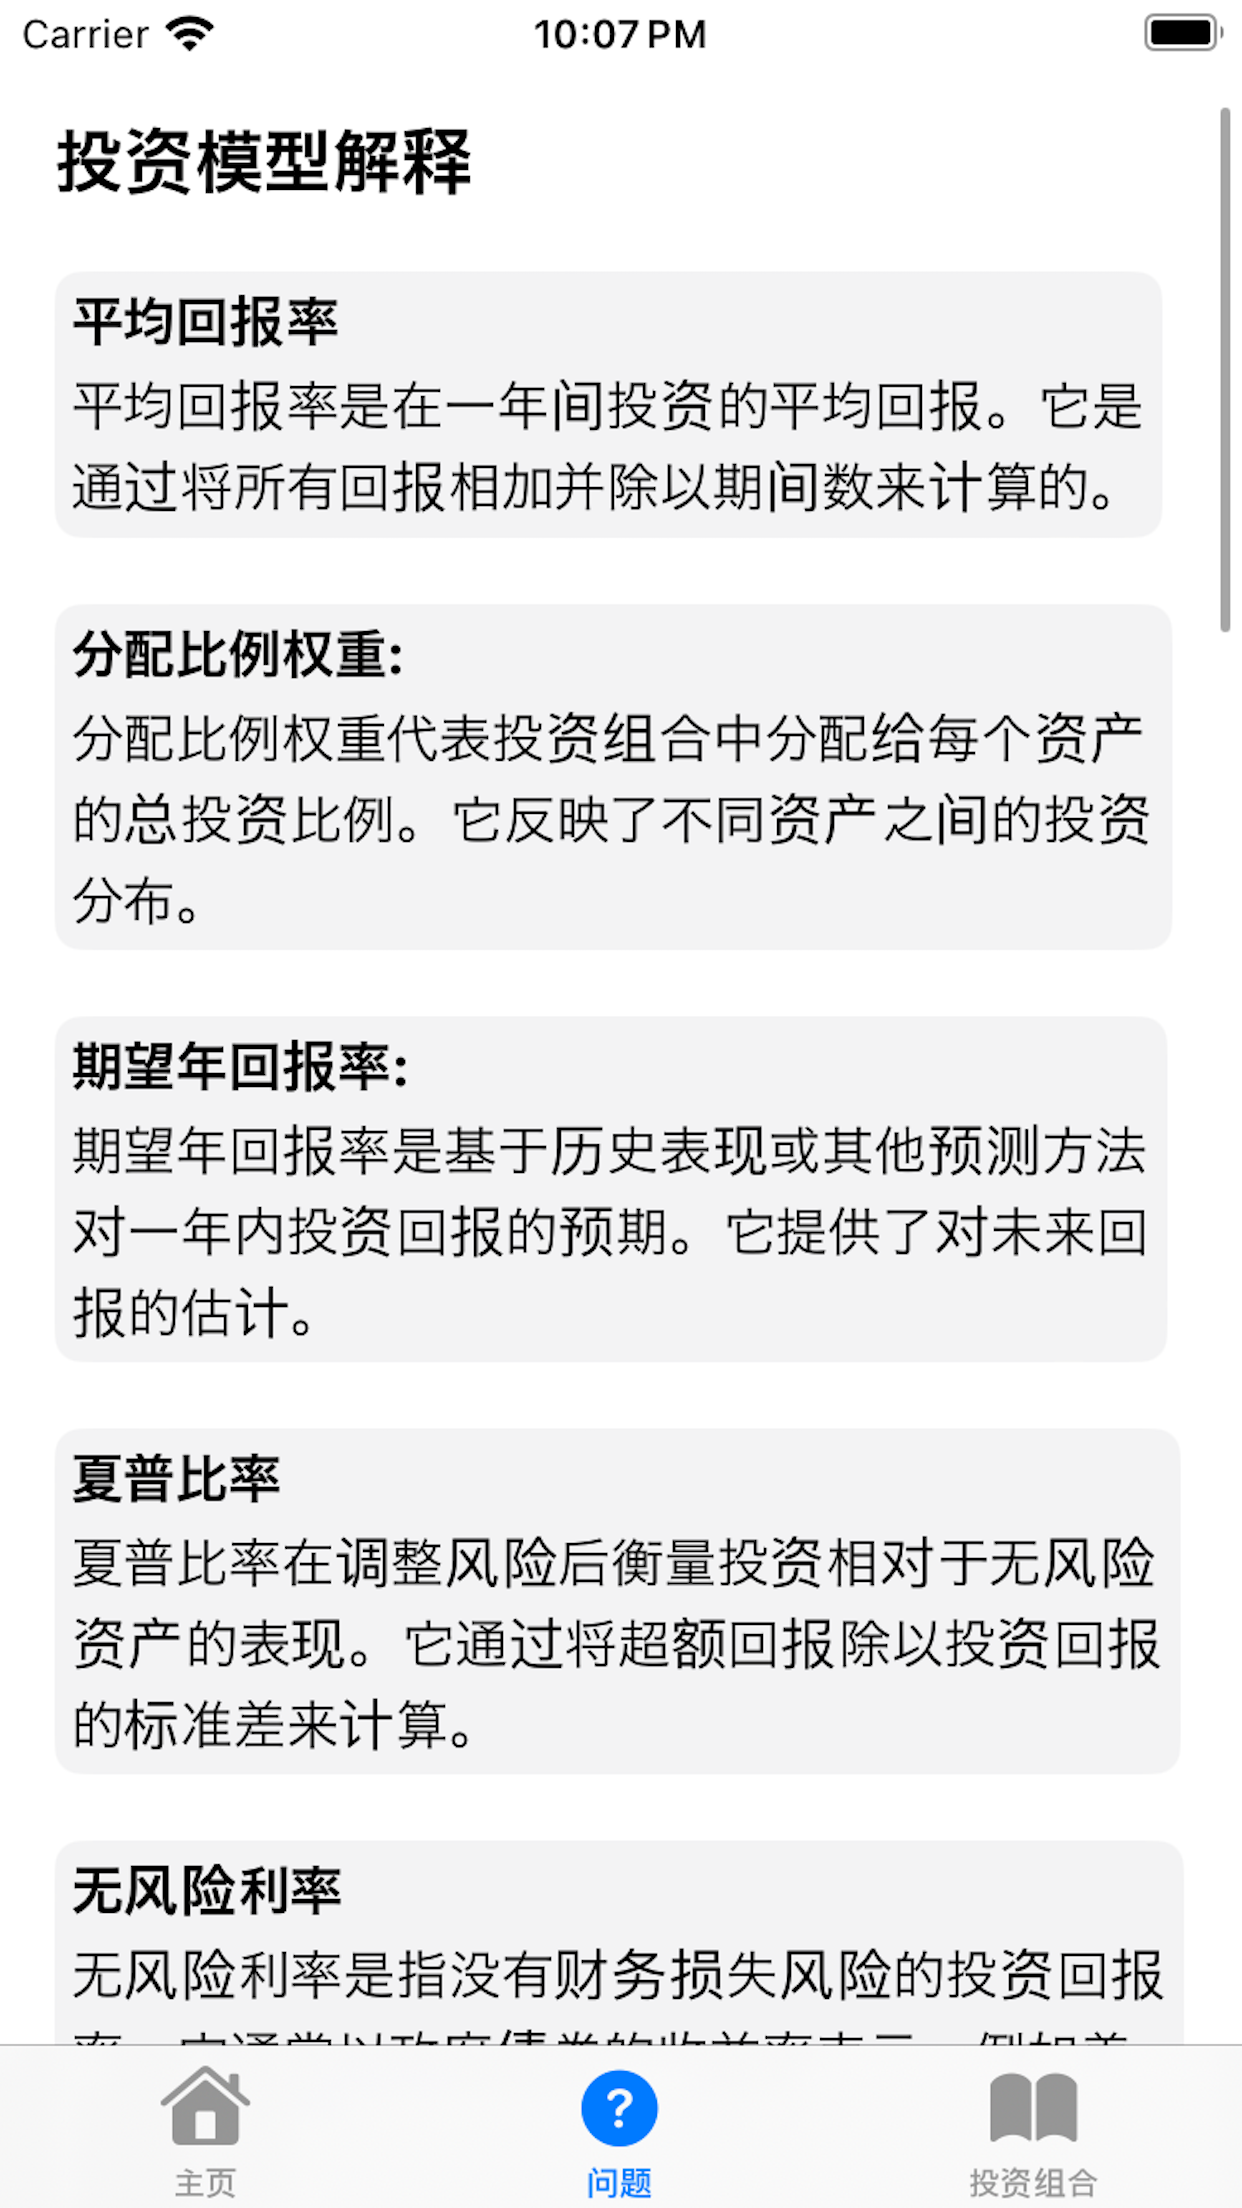 Carrier
10:07 PM
投资模型解释
平均回报率
平均回报率是在一年间投资的平均回报。它是
通过将所有回报相加并除以期间数来计算的。
分配比例权重:
分配比例权重代表投资组合中分配给每个资产
的总投资比例。它反映了不同资产之间的投资
分布。
期望年回报率:
期望年回报率是基于历史表现或其他预测方法
对一年内投资回报的预期。它提供了对未来回
报的估计。
夏普比率
夏普比率在调整风险后衡量投资相对于无风险
资产的表现。它通过将超额回报除以投资回报
的标准差来计算。
无风险利率
无风险利率是指没有财务损失风险的投资回报
主页
问题
投资组合